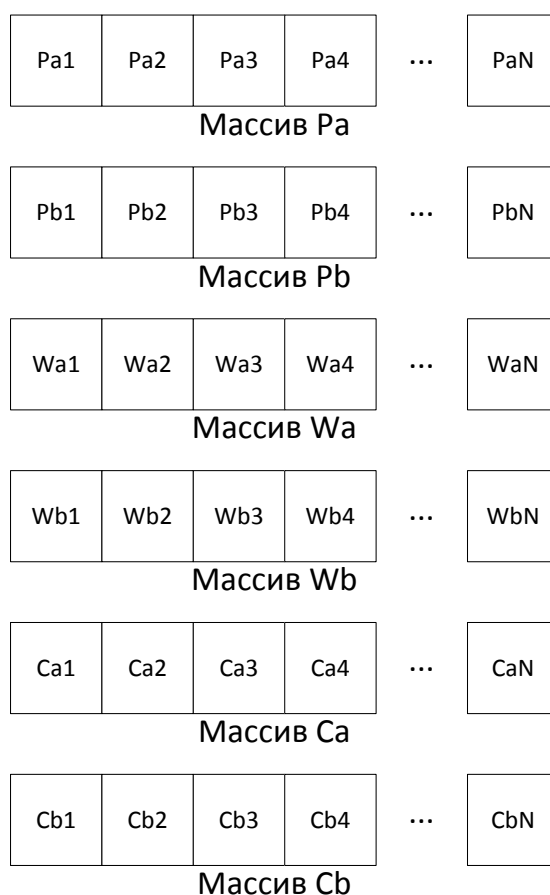 Pa1 Pa2 Pa3 Pa4 ... PaN
Массив Pa
Pb1 Pb2 Pb3 Pb4 ... PbN
Массив Pb
Wa1 Wa2 Wa3 Wa4 ... WaN
Массив Wa
Wb1 Wb2 Wb3 Wb4 ... WbN
Массив Wb
Ca1 Ca2 Ca3 Ca4 ... CaN
Массив Ca
Cb1 Cb2 Cb3 Cb4 ... CbN
Массив Cb